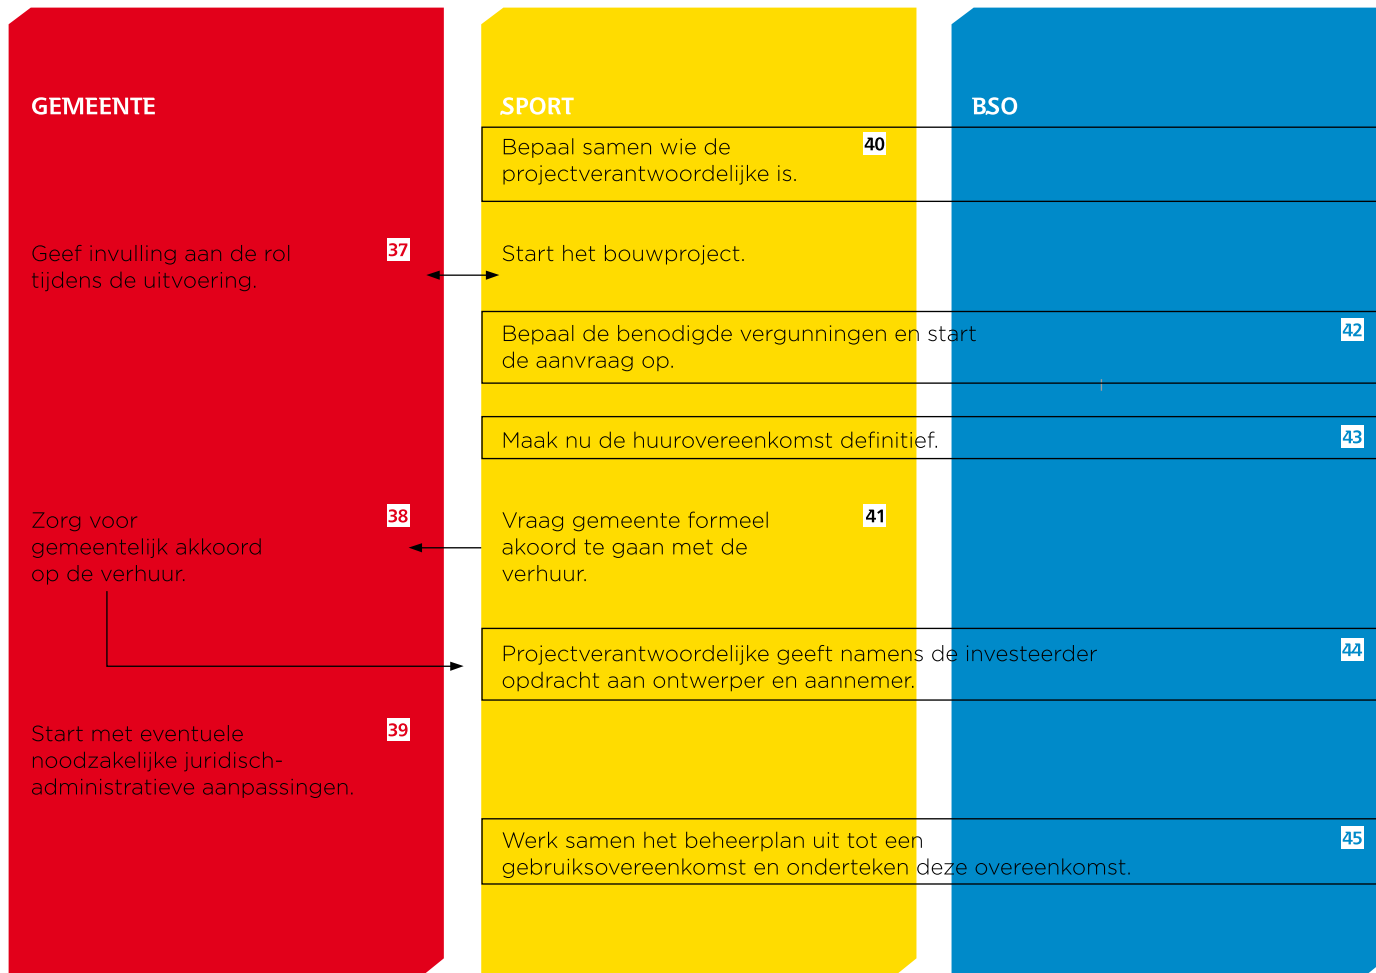 GEMEENTE
SPORT
BSO
Bepaal samen wie de
projectverantwoordelijke is.
40
Geef invulling aan de rol
tijdens de uitvoering.
37
Start het bouwproject.
Bepaal de benodigde vergunningen en start
de aanvraag op.
42
Maak nu de huurovereenkomst definitief.
43
Zorg voor
gemeentelijk akkoord
op de verhuur.
38
Vraag gemeente formeel
akoord te gaan met de
verhuur.
41
Projectverantwoordelijke geeft namens de investeerder
opdracht aan ontwerper en aannemer.
44
Start met eventuele
noodzakelijke juridisch-
administratieve aanpassingen.
39
Werk samen het beheerplan uit tot een
gebruiksovereenkomst en onderteken deze overeenkomst.
45